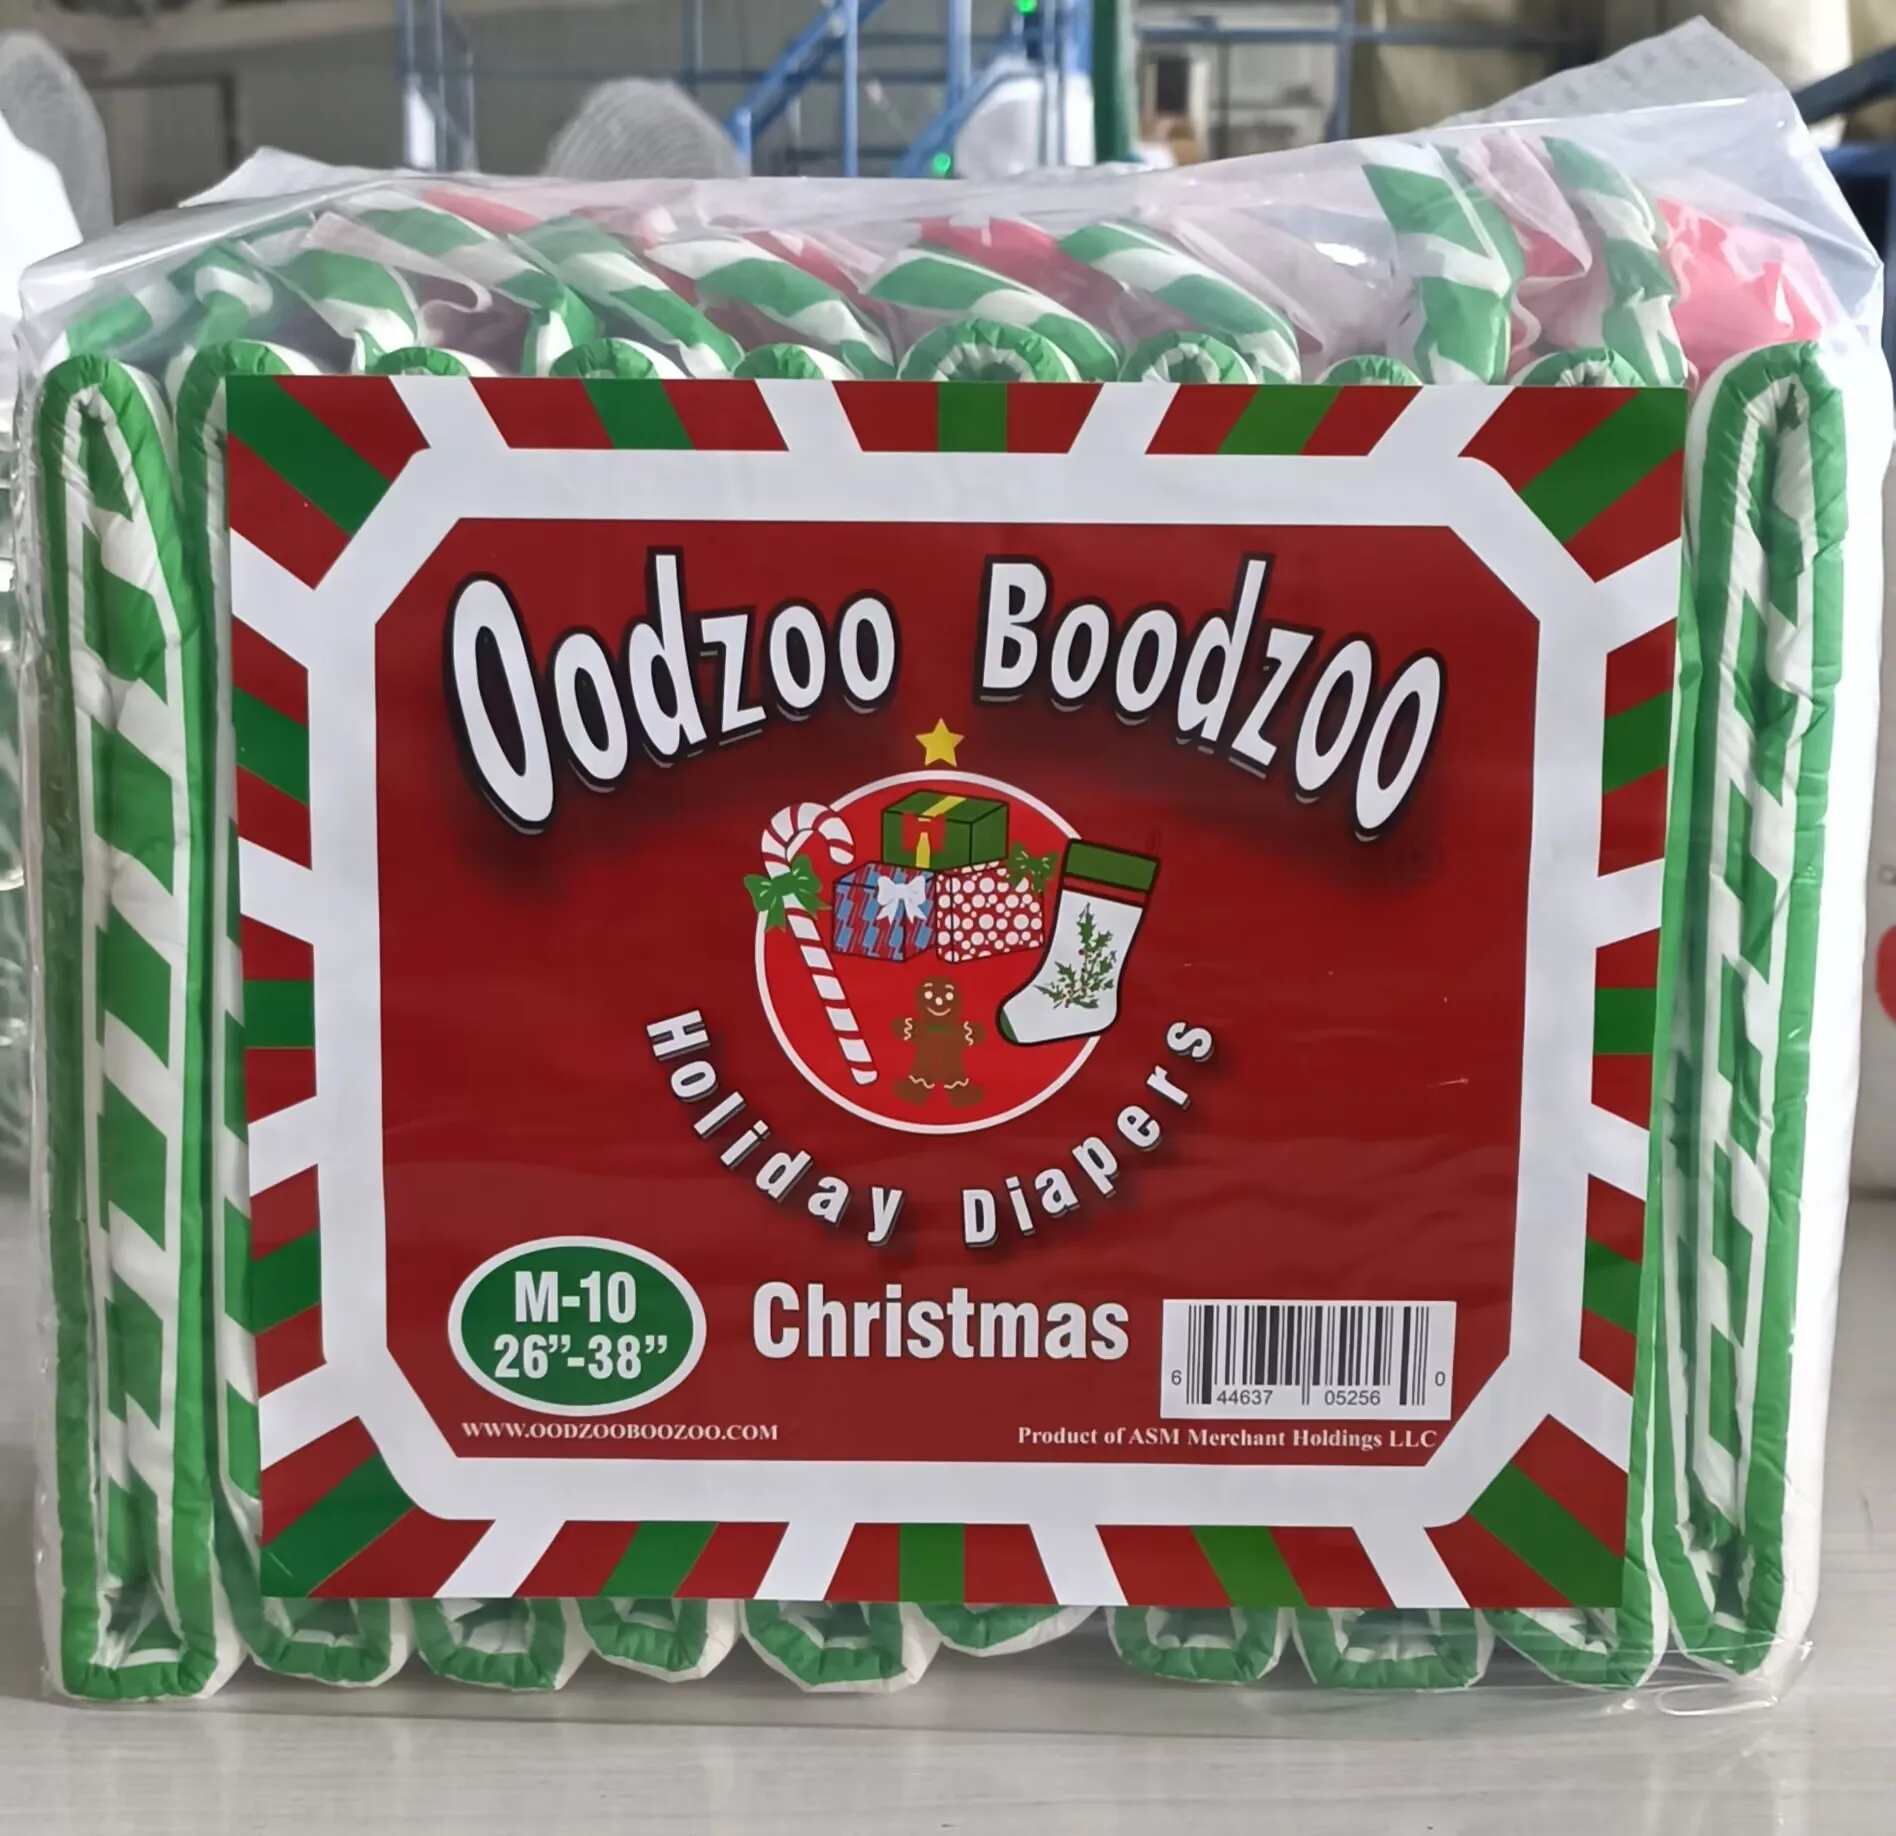 Oodzoo Boodzoo
Holiday Diapers
M-10
26”-38”
Christmas
6 44637 05256 0
WWW.OODZOOBOOZOO.COM
Product of ASM Merchant Holdings LLC